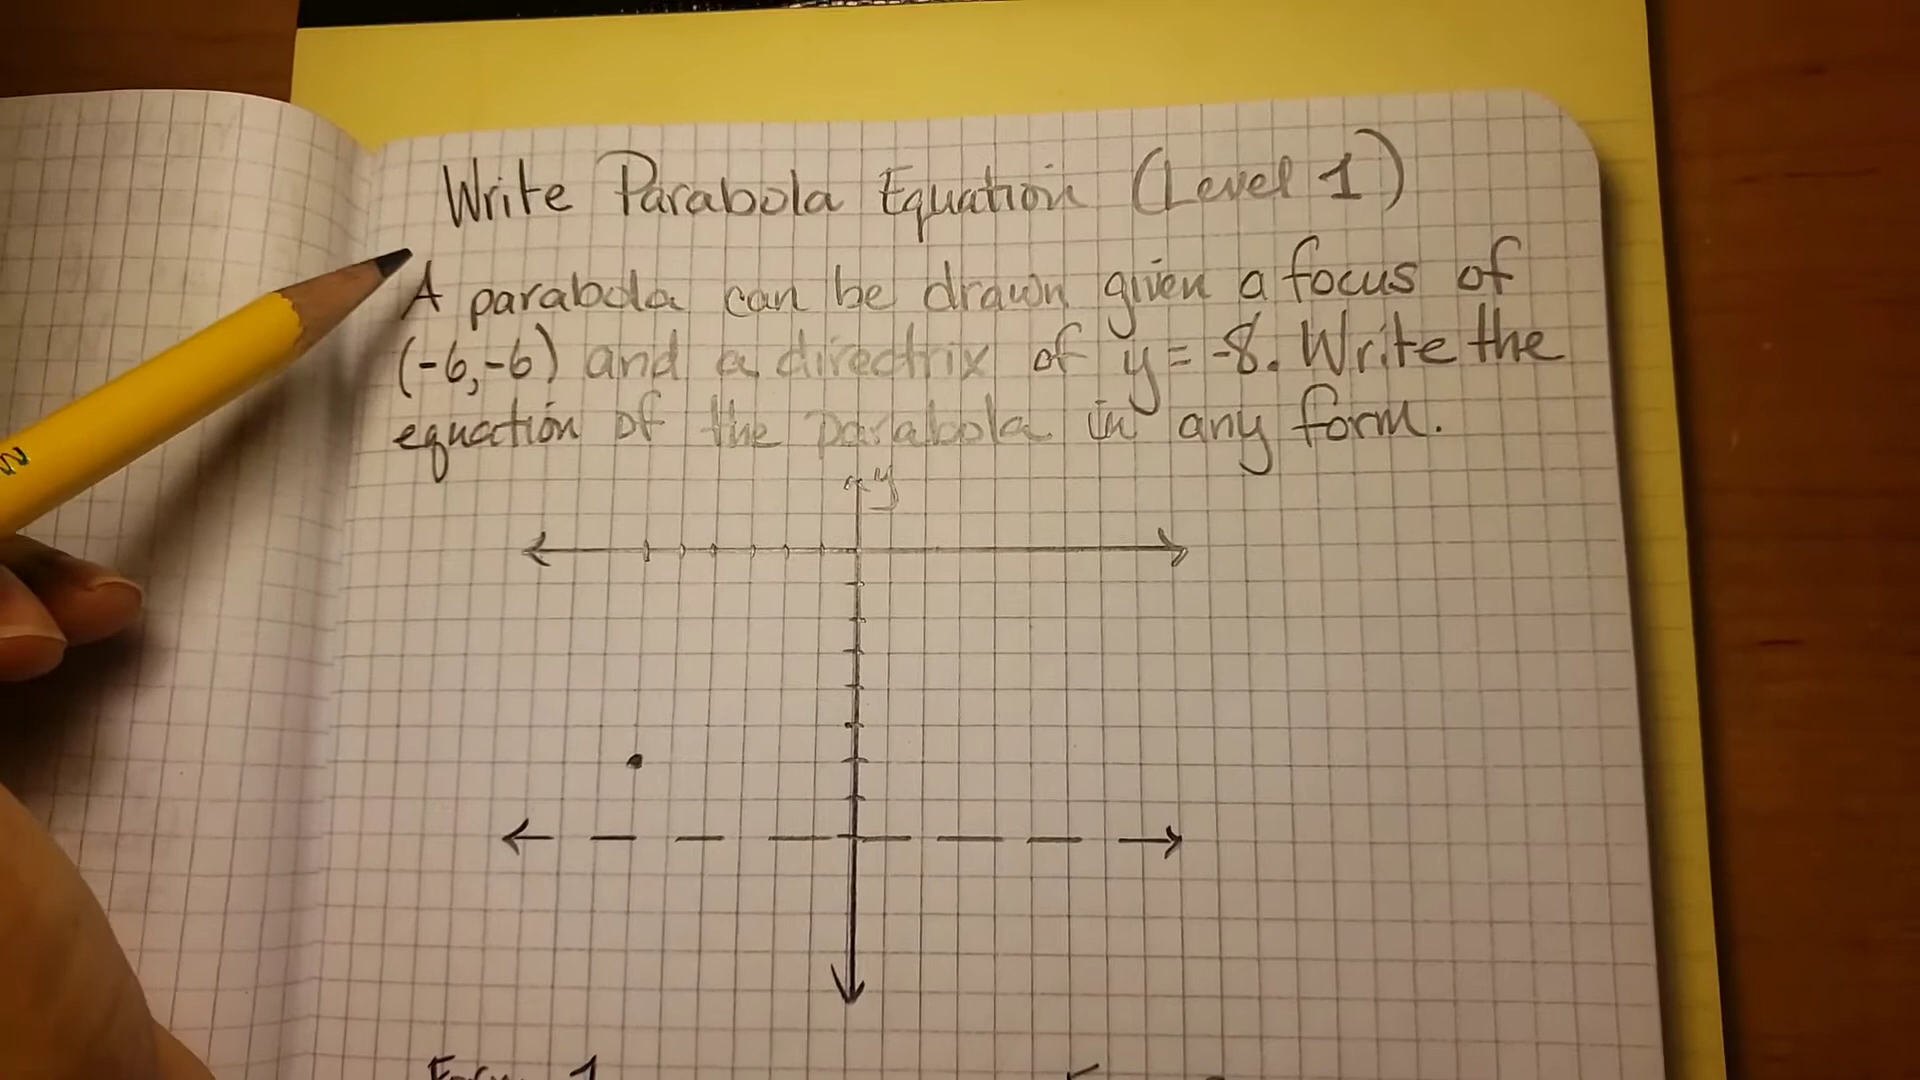 Write Parabola Equation (Level 1)
A parabola can be drawn given a focus of
(-6,-6) and a directrix of y = -8. Write the
equation of the parabola in any form.
y